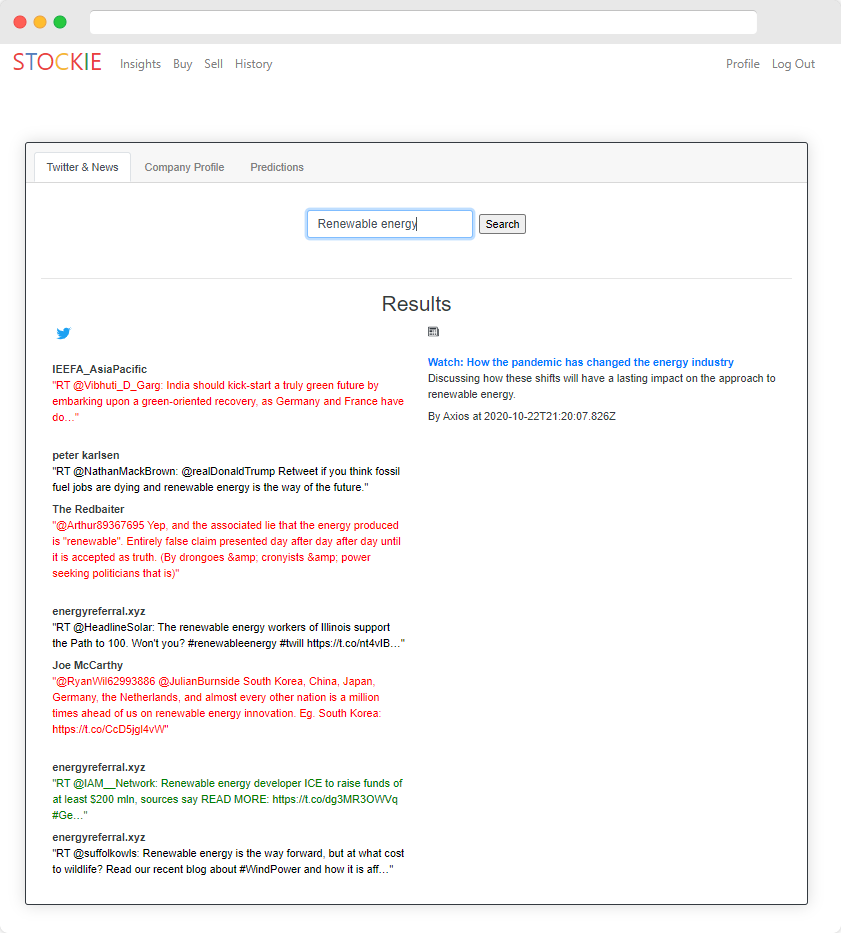 STOCKIE Insights Buy Sell History Profile Log Out
Twitter & News Company Profile Predictions
Renewable energy Search
Results
IEEFA_AsiaPacific
"RT @Vibhuti_D_Garg: India should kick-start a truly green future by
embarking upon a green-oriented recovery, as Germany and France have
do…"
peter karlsen
"RT @NathanMackBrown: @realDonaldTrump Retweet if you think fossil
fuel jobs are dying and renewable energy is the way of the future."
The Redbaiter
"@Arthur89367695 Yep, and the associated lie that the energy produced
is "renewable". Entirely false claim presented day after day after day until
it is accepted as truth. (By drongoes &amp; cronyists &amp; power
seeking politicians that is)"
energyreferral.xyz
"RT @HeadlineSolar: The renewable energy workers of Illinois support
the Path to 100. Won't you? #renewableenergy #twill https://t.co/nt4vIB…"
Joe McCarthy
"@RyanWil62993886 @JulianBurnside South Korea, China, Japan,
Germany, the Netherlands, and almost every other nation is a million
times ahead of us on renewable energy innovation. Eg. South Korea:
https://t.co/CcD5jgI4vW"
energyreferral.xyz
"RT @IAM__Network: Renewable energy developer ICE to raise funds of
at least $200 mln, sources say READ MORE: https://t.co/dg3MR3OWVq
#Ge…"
energyreferral.xyz
"RT @suffolkowls: Renewable energy is the way forward, but at what cost
to wildlife? Read our recent blog about #WindPower and how it is aff…"
Watch: How the pandemic has changed the energy industry
Discussing how these shifts will have a lasting impact on the approach to
renewable energy.
By Axios at 2020-10-22T21:20:07.826Z